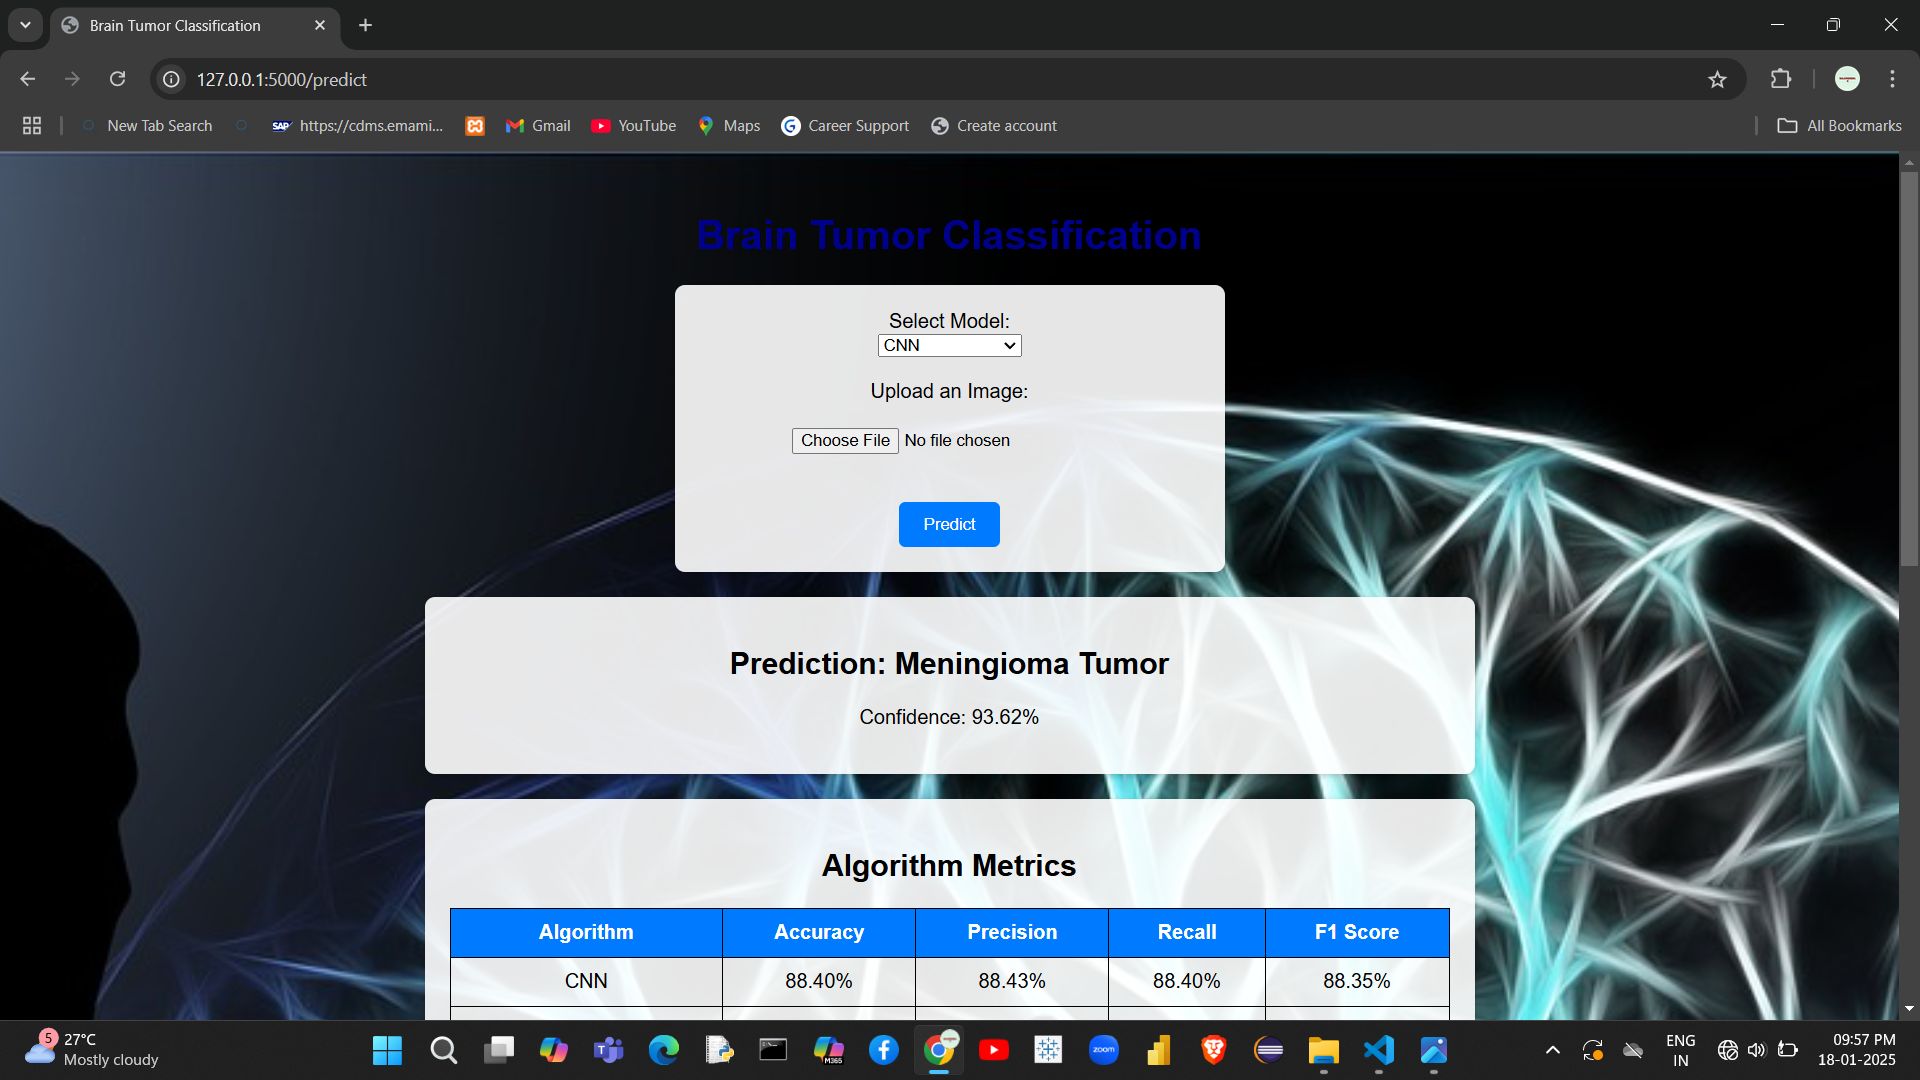 Brain Tumor Classification
127.0.0.1:5000/predict
New Tab Search
SAP
https://cdms.emami...
Gmail
YouTube
Maps
Career Support
Create account
All Bookmarks
Brain Tumor Classification
Select Model:
CNN
Upload an Image:
Choose File No file chosen
Predict
Prediction: Meningioma Tumor
Confidence: 93.62%
Algorithm Metrics
Algorithm Accuracy Precision Recall F1 Score
CNN 88.40% 88.43% 88.40% 88.35%
5
27°C
Mostly cloudy
M365
zoom
ENG
IN
09:57 PM
18-01-2025